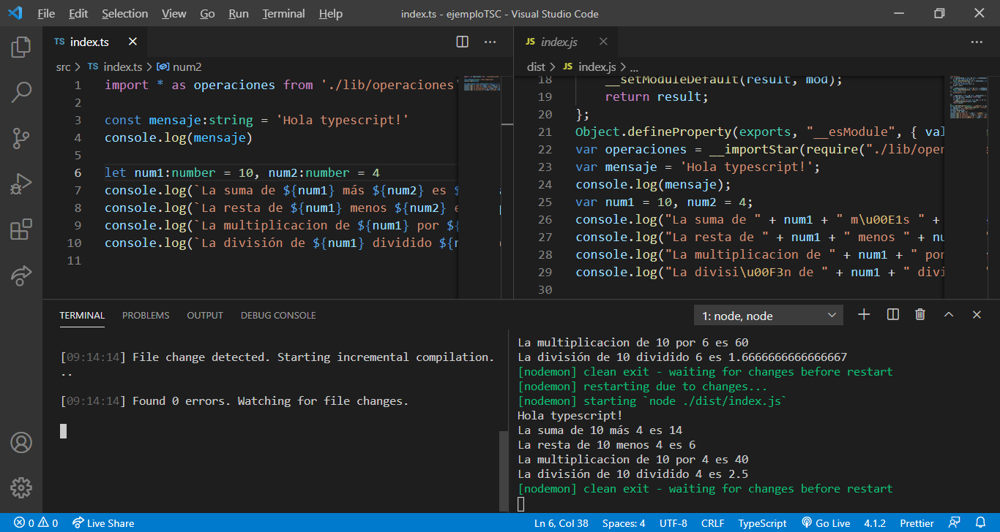 File Edit Selection View Go Run Terminal Help index.ts - ejemploTSC - Visual Studio Code
TS index.ts
src > TS index.ts > num2
1 import * as operaciones from './lib/operaciones'
2
3 const mensaje:string = 'Hola typescript!'
4 console.log(mensaje)
5
6 let num1:number = 10, num2:number = 4
7 console.log(`La suma de ${num1} más ${num2} es $
8 console.log(`La resta de ${num1} menos ${num2} e
9 console.log(`La multiplicacion de ${num1} por ${
10 console.log(`La división de ${num1} dividido ${
11
JS index.js
dist > JS index.js > ...
18 __setModuleDefault(result, mod);
19 return result;
20 };
21 Object.defineProperty(exports, "__esModule", { val
22 var operaciones = __importStar(require("./lib/oper
23 var mensaje = 'Hola typescript!';
24 console.log(mensaje);
25 var num1 = 10, num2 = 4;
26 console.log("La suma de " + num1 + " m\u00E1s " +
27 console.log("La resta de " + num1 + " menos " + nu
28 console.log("La multiplicacion de " + num1 + " por
29 console.log("La divisi\u00F3n de " + num1 + " divi
30
TERMINAL PROBLEMS OUTPUT DEBUG CONSOLE 1: node, node
[09:14:14] File change detected. Starting incremental compilation.
..
[09:14:14] Found 0 errors. Watching for file changes.
La multiplicacion de 10 por 6 es 60
La división de 10 dividido 6 es 1.6666666666666667
[nodemon] clean exit - waiting for changes before restart
[nodemon] restarting due to changes...
[nodemon] starting `node ./dist/index.js`
Hola typescript!
La suma de 10 más 4 es 14
La resta de 10 menos 4 es 6
La multiplicacion de 10 por 4 es 40
La división de 10 dividido 4 es 2.5
[nodemon] clean exit - waiting for changes before restart
0 0 Live Share Ln 6, Col 38 Spaces: 4 UTF-8 CRLF TypeScript Go Live 4.1.2 Prettier